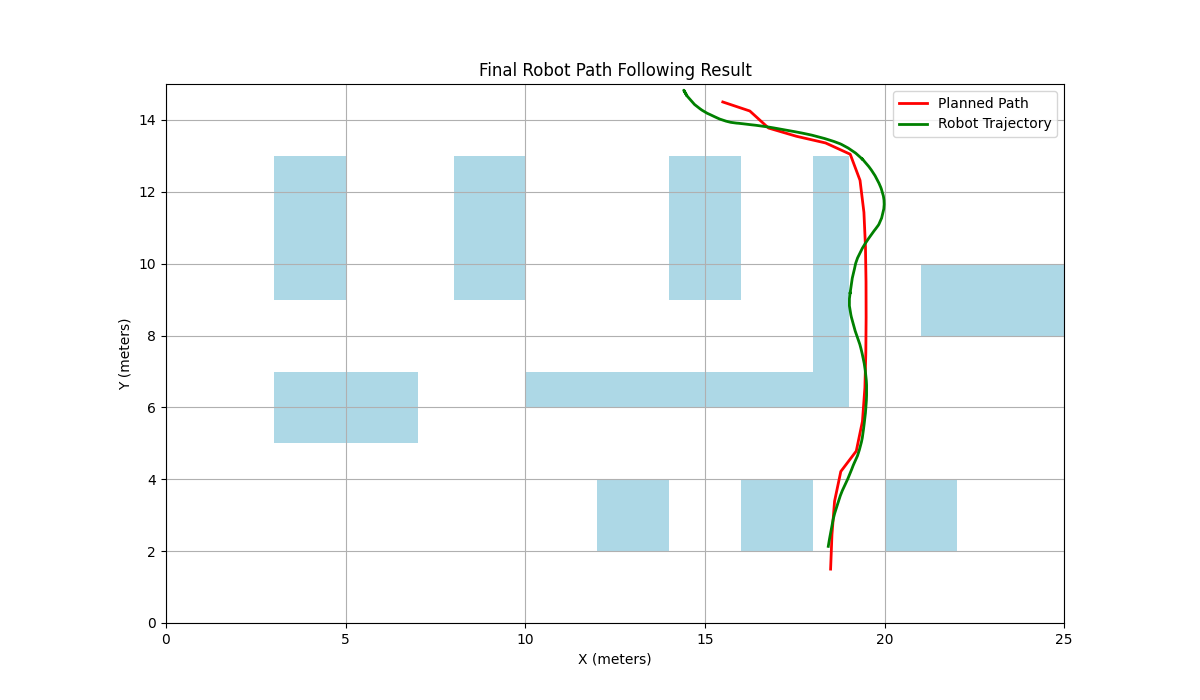 Final Robot Path Following Result
Planned Path
Robot Trajectory
14
12
10
8
6
4
2
0
Y (meters)
0 5 10 15 20 25
X (meters)